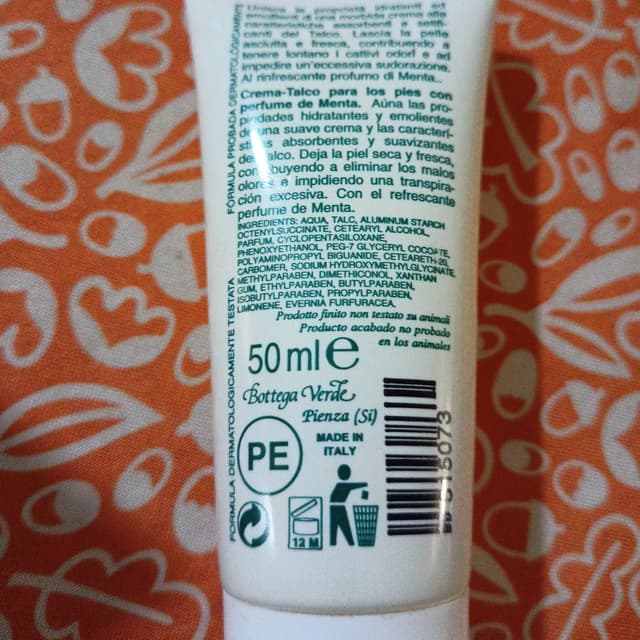 Unisce la proprietà idratanti ed
emollienti di una morbida crema alle
caratteristiche assorbenti e setifi-
canti del Talco. Lascia la pelle
asciutta e fresca, contribuendo a
tenere lontano i cattivi odori e ad
impedire un'eccessiva sudorazione.
Al rinfrescante profumo di Menta..
Crema-Talco para los pies con
perfume de Menta. Aúna las pro-
piedades hidratantes y emolientes
de una suave crema y las caracterí-
sticas absorbentes y suavizantes
del talco. Deja la piel seca y fresca,
contribuyendo a eliminar los malos
olores e impidiendo una transpira-
ción excesiva. Con el refrescante
perfume de Menta.
INGREDIENTS: AQUA, TALC, ALUMINUM STARCH
OCTENYLSUCCINATE, CETEARYL ALCOHOL,
PARFUM, CYCLOPENTASILOXANE,
PHENOXYETHANOL, PEG-7 GLYCERYL COCOATE,
POLYAMINOPROPYL BIGUANIDE, CETEARETH-20,
CARBOMER, SODIUM HYDROXYMETHYLGLYCINATE,
METHYLPARABEN, DIMETHICONOL, XANTHAN
GUM, ETHYLPARABEN, BUTYLPARABEN,
ISOBUTYLPARABEN, PROPYLPARABEN,
LIMONENE, EVERNIA FURFURACEA.
Prodotto finito non testato su animali
Producto acabado no probado
en los animales
FORMULA DERMATOLOGICAMENTE TESTATA
FÓRMULA PROBADA DERMATOLÓGICAMENTE
50 ml e
Bottega Verde
Pienza (Si)
PE
MADE IN
ITALY
12 M
315073